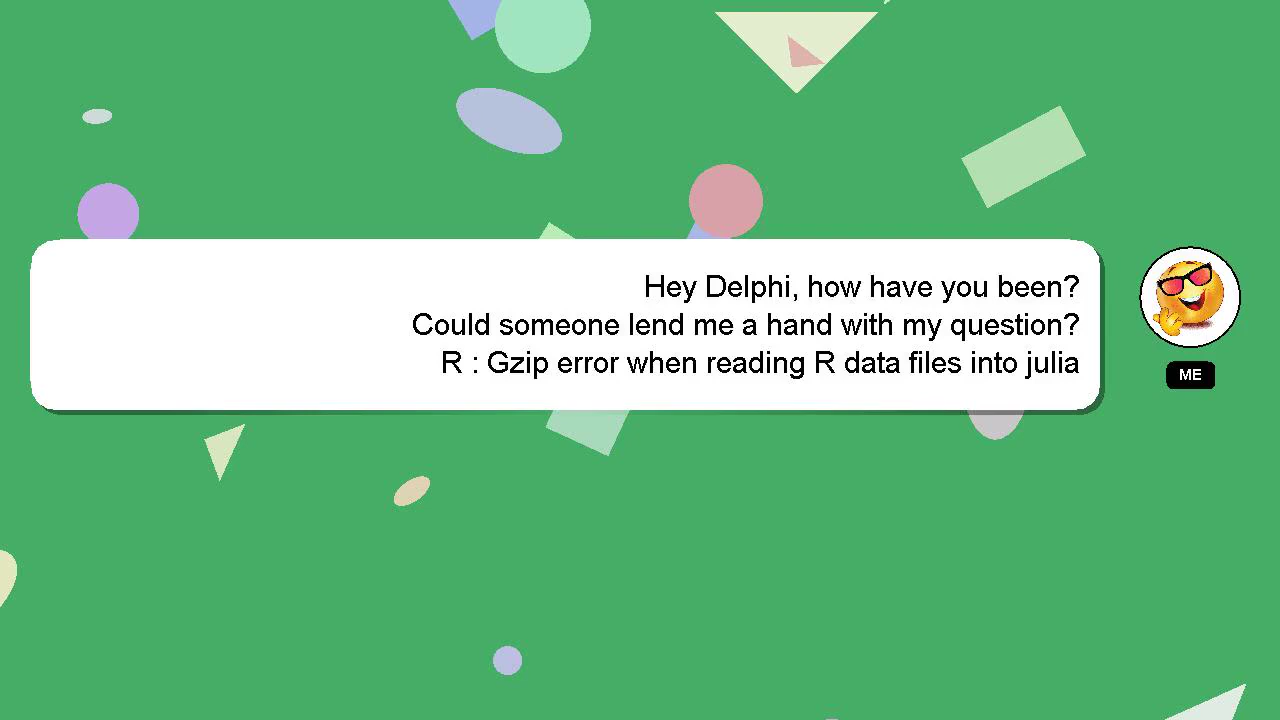 Hey Delphi, how have you been?
Could someone lend me a hand with my question?
R : Gzip error when reading R data files into julia
ME